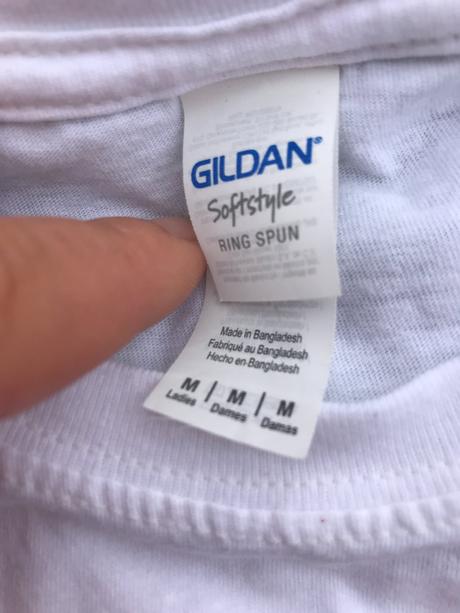 GILDAN®
Softstyle
RING SPUN
Made in Bangladesh
Fabriqué au Bangladesh
Hecho en Bangladesh
M | M | M
Ladies Dames Damas